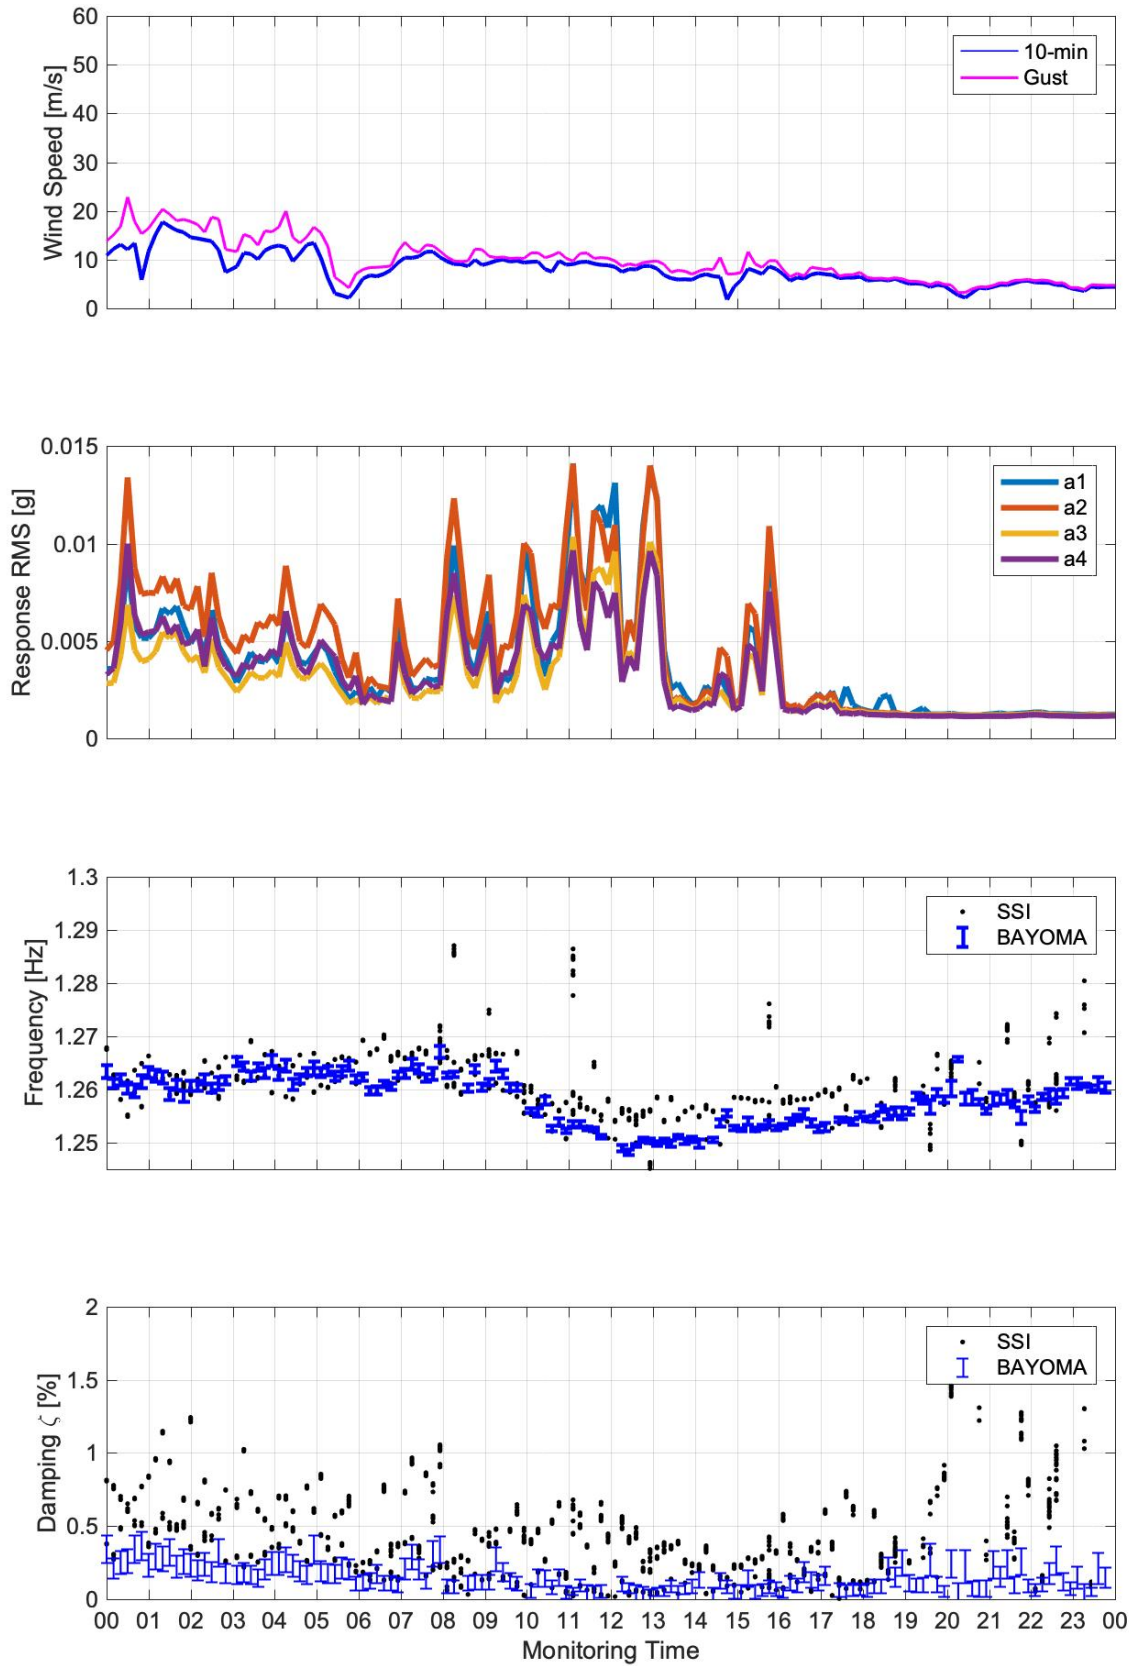 60
50
40
30
20
10
0
Wind Speed [m/s]
10-min
Gust
0.015
0.01
0.005
0
Response RMS [g]
a1
a2
a3
a4
1.3
1.29
1.28
1.27
1.26
1.25
Frequency [Hz]
SSI
BAYOMA
2
1.5
1
0.5
0
Damping ζ [%]
SSI
BAYOMA
00 01 02 03 04 05 06 07 08 09 10 11 12 13 14 15 16 17 18 19 20 21 22 23 00
Monitoring Time